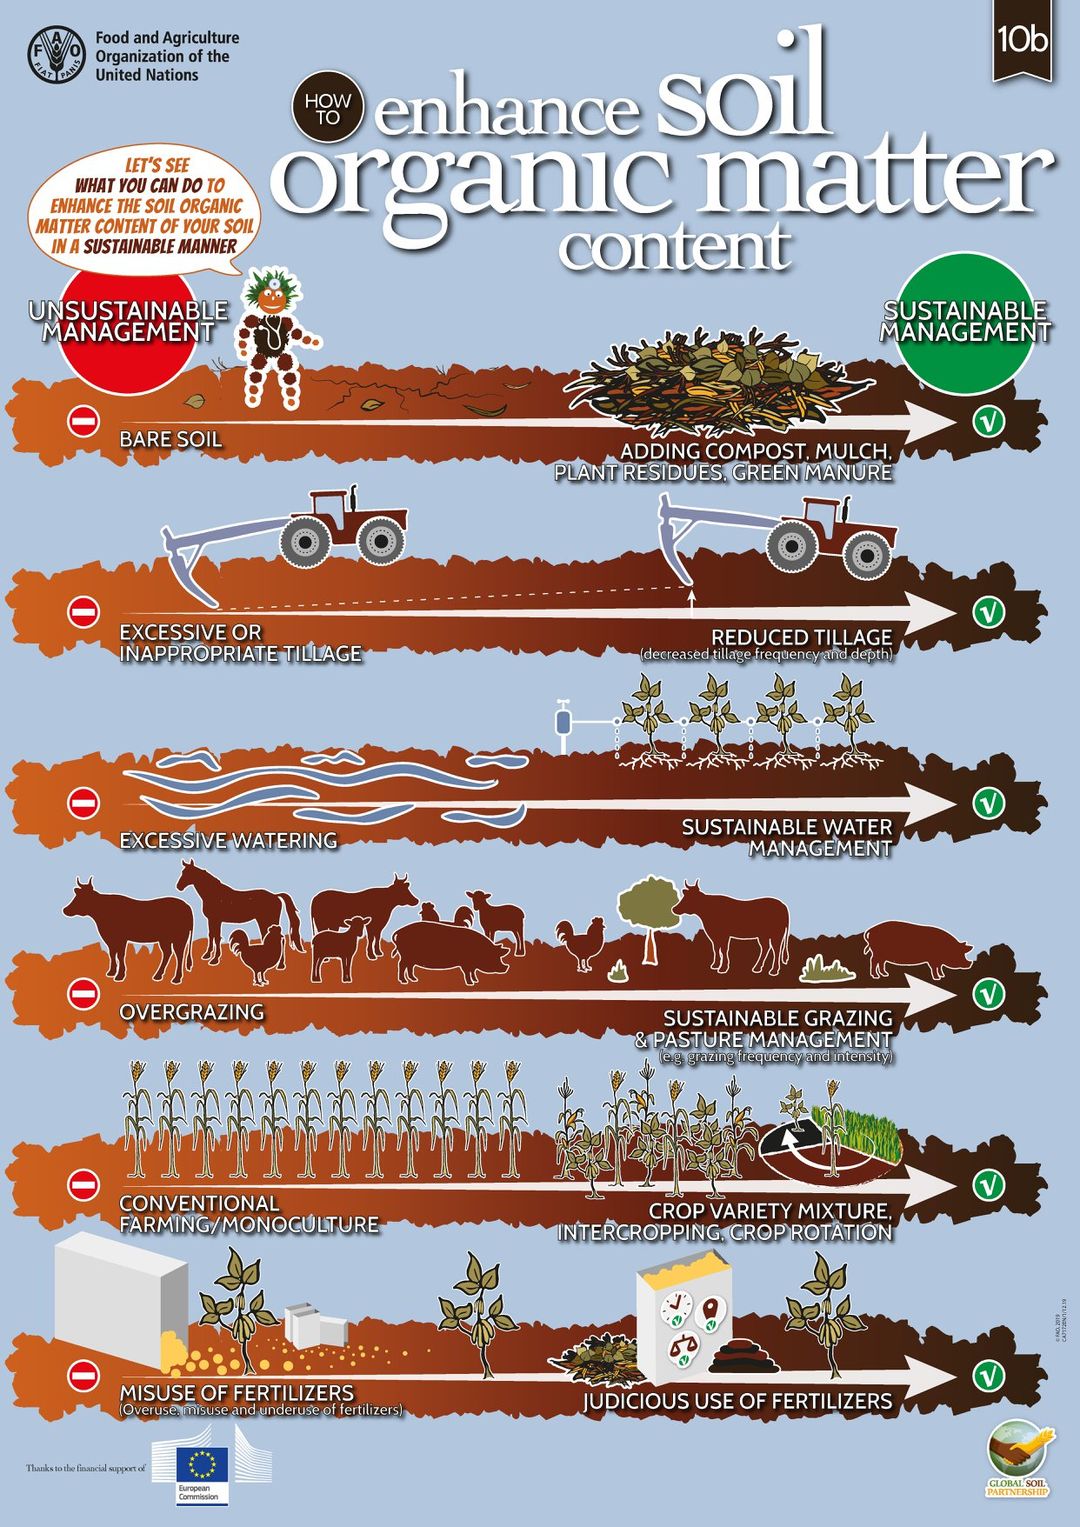 Food and Agriculture
Organization of the
United Nations
F A O
FIAT PANIS
10b
HOW
TO
enhance soil
organic matter
content
LET'S SEE
WHAT YOU CAN DO TO
ENHANCE THE SOIL ORGANIC
MATTER CONTENT OF YOUR SOIL
IN A SUSTAINABLE MANNER
UNSUSTAINABLE
MANAGEMENT
SUSTAINABLE
MANAGEMENT
BARE SOIL
ADDING COMPOST, MULCH,
PLANT RESIDUES, GREEN MANURE
EXCESSIVE OR
INAPPROPRIATE TILLAGE
REDUCED TILLAGE
(decreased tillage frequency and depth)
EXCESSIVE WATERING
SUSTAINABLE WATER
MANAGEMENT
OVERGRAZING
SUSTAINABLE GRAZING
& PASTURE MANAGEMENT
(e.g. grazing frequency and intensity)
CONVENTIONAL
FARMING/MONOCULTURE
CROP VARIETY MIXTURE,
INTERCROPPING, CROP ROTATION
MISUSE OF FERTILIZERS
(Overuse, misuse and underuse of fertilizers)
JUDICIOUS USE OF FERTILIZERS
© FAO, 2019
Thanks to the financial support of
European
Commission
GLOBAL SOIL
PARTNERSHIP